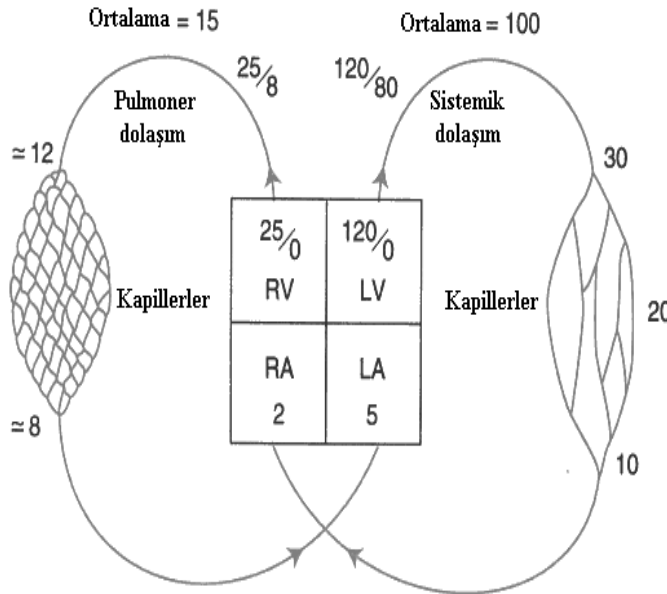 Ortalama = 15
Ortalama = 100
25/8
120/80
Pulmoner
dolaşım
Sistemik
dolaşım
≃ 12
30
25/0
120/0
RV
LV
Kapillerler
Kapillerler
20
RA
LA
2
5
≃ 8
10